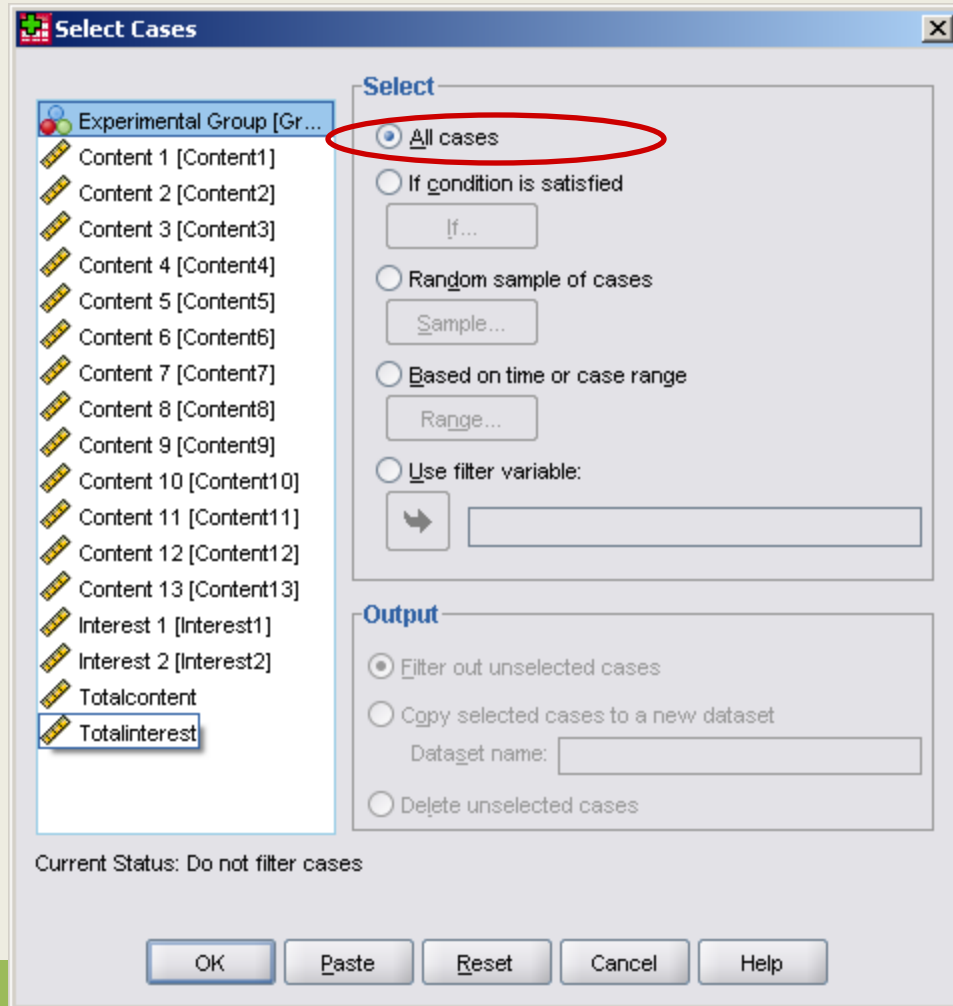 Select Cases
Experimental Group [Gr...
Content 1 [Content1]
Content 2 [Content2]
Content 3 [Content3]
Content 4 [Content4]
Content 5 [Content5]
Content 6 [Content6]
Content 7 [Content7]
Content 8 [Content8]
Content 9 [Content9]
Content 10 [Content10]
Content 11 [Content11]
Content 12 [Content12]
Content 13 [Content13]
Interest 1 [Interest1]
Interest 2 [Interest2]
Totalcontent
Totalinterest
Select
All cases
If condition is satisfied
If...
Random sample of cases
Sample...
Based on time or case range
Range...
Use filter variable:
Output
Filter out unselected cases
Copy selected cases to a new dataset
Dataset name:
Delete unselected cases
Current Status: Do not filter cases
OK Paste Reset Cancel Help